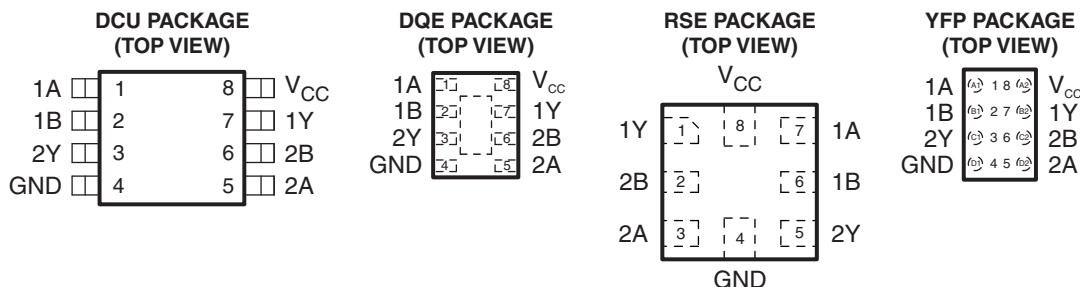 DCU PACKAGE
(TOP VIEW)
1A 1 8 VCC
1B 2 7 1Y
2Y 3 6 2B
GND 4 5 2A
DQE PACKAGE
(TOP VIEW)
1A 1 8 VCC
1B 2 7 1Y
2Y 3 6 2B
GND 4 5 2A
RSE PACKAGE
(TOP VIEW)
VCC
1Y 1 8 7 1A
2B 2 6 1B
2A 3 4 5 2Y
GND
YFP PACKAGE
(TOP VIEW)
1A A1 1 8 A2 VCC
1B B1 2 7 B2 1Y
2Y C1 3 6 C2 2B
GND D1 4 5 D2 2A